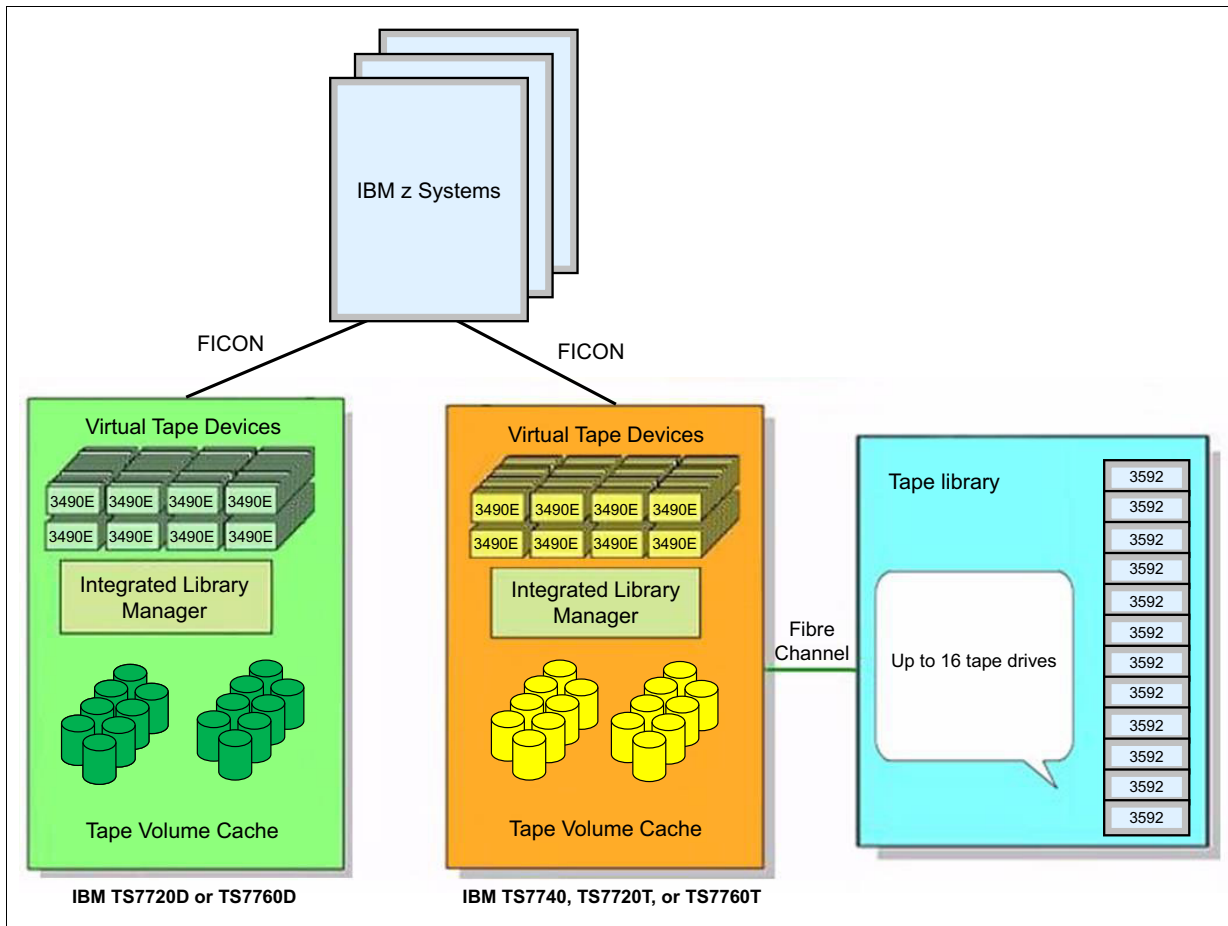 IBM z Systems
FICON
FICON
Virtual Tape Devices
3490E 3490E 3490E 3490E
3490E 3490E 3490E 3490E
Integrated Library
Manager
Tape Volume Cache
IBM TS7720D or TS7760D
Virtual Tape Devices
3490E 3490E 3490E 3490E
3490E 3490E 3490E 3490E
Integrated Library
Manager
Tape Volume Cache
IBM TS7740, TS7720T, or TS7760T
Fibre
Channel
Tape library
Up to 16 tape drives
3592
3592
3592
3592
3592
3592
3592
3592
3592
3592
3592
3592